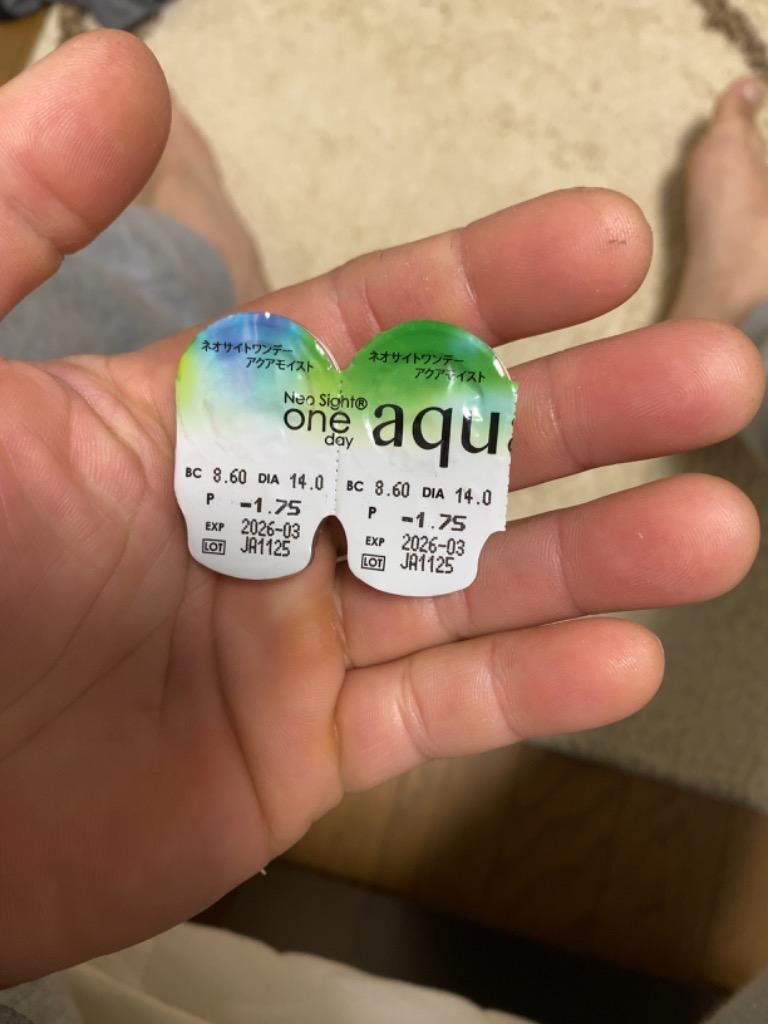 ネオサイトワンデー
アクアモイスト
Neo Sight®
one
day
BC 8.60 DIA 14.0
P -1.75
EXP 2026-03
LOT JA1125
ネオサイトワンデー
アクアモイスト
aqu
BC 8.60 DIA 14.0
P -1.75
EXP 2026-03
LOT JA1125